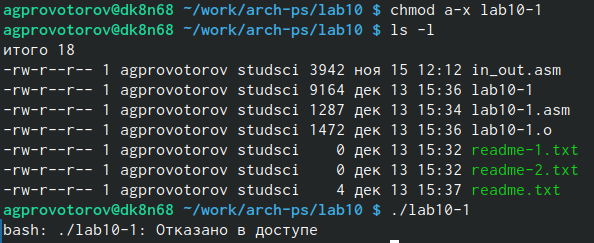 agprovotorov@dk8n68 ~/work/arch-ps/lab10 $ chmod a-x lab10-1
agprovotorov@dk8n68 ~/work/arch-ps/lab10 $ ls -l
итого 18
-rw-r--r-- 1 agprovotorov studsci 3942 ноя 15 12:12 in_out.asm
-rw-r--r-- 1 agprovotorov studsci 9164 дек 13 15:36 lab10-1
-rw-r--r-- 1 agprovotorov studsci 1287 дек 13 15:34 lab10-1.asm
-rw-r--r-- 1 agprovotorov studsci 1472 дек 13 15:36 lab10-1.o
-rw-r--r-- 1 agprovotorov studsci 0 дек 13 15:32 readme-1.txt
-rw-r--r-- 1 agprovotorov studsci 0 дек 13 15:32 readme-2.txt
-rw-r--r-- 1 agprovotorov studsci 4 дек 13 15:37 readme.txt
agprovotorov@dk8n68 ~/work/arch-ps/lab10 $ ./lab10-1
bash: ./lab10-1: Отказано в доступе